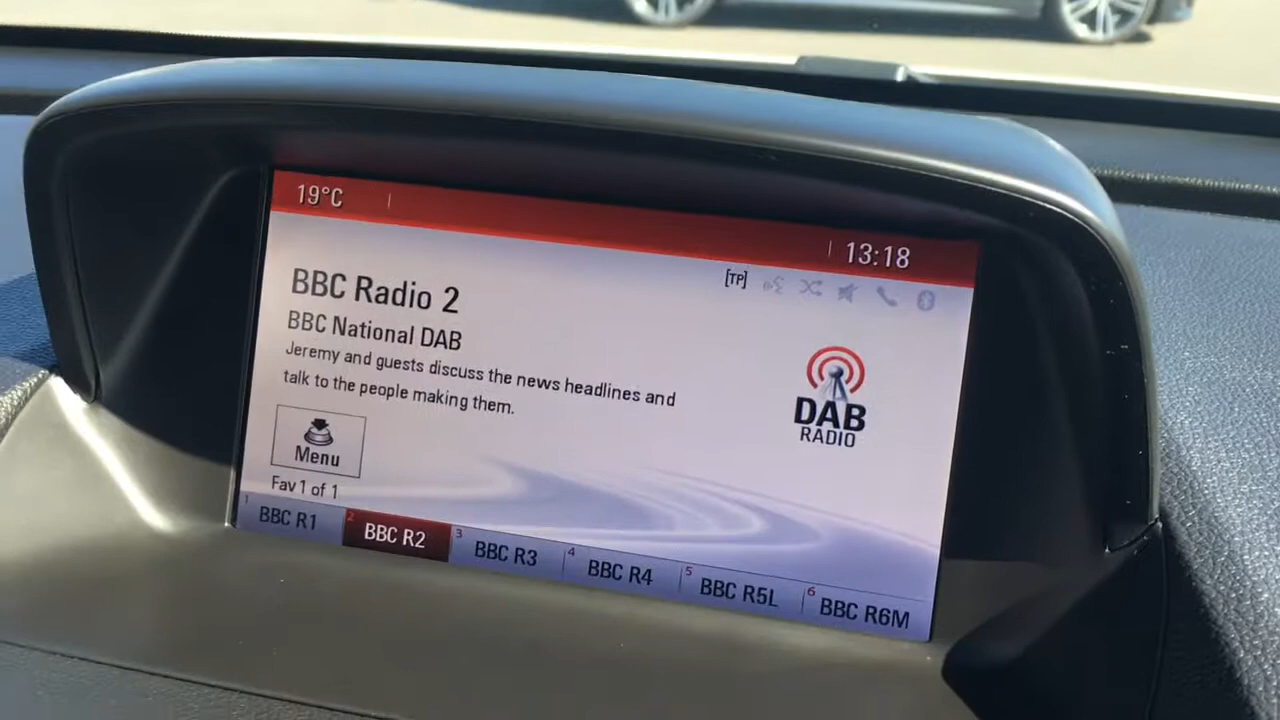 19°C
13:18
[TP]
BBC Radio 2
BBC National DAB
Jeremy and guests discuss the news headlines and
talk to the people making them.
DAB
RADIO
Menu
Fav 1 of 1
1 BBC R1 2 BBC R2 3 BBC R3 4 BBC R4 5 BBC R5L 6 BBC R6M